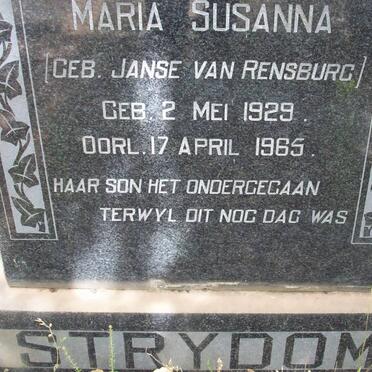 MARIA SUSANNA
[GEB. JANSE VAN RENSBURG]
GEB. 2 MEI 1929.
OORL. 17 APRIL 1965.
HAAR SON HET ONDERGEGAAN
TERWYL DIT NOG DAG WAS
STRYDOM